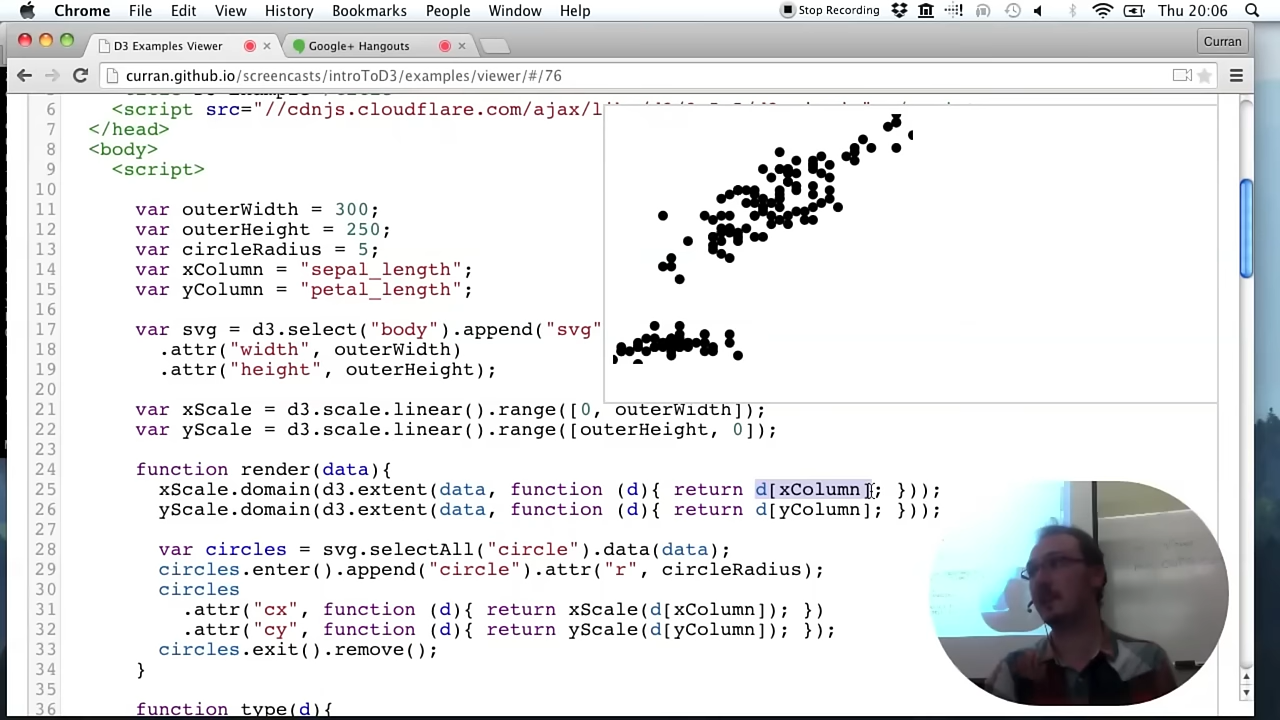 Chrome File Edit View History Bookmarks People Window Help Stop Recording Thu 20:06
D3 Examples Viewer × Google+ Hangouts × Curran
curran.github.io/screencasts/introToD3/examples/viewer/#/76
6 <script src="//cdnjs.cloudflare.com/ajax/l
7 </head>
8 <body>
9 <script>
10
11 var outerWidth = 300;
12 var outerHeight = 250;
13 var circleRadius = 5;
14 var xColumn = "sepal_length";
15 var yColumn = "petal_length";
16
17 var svg = d3.select("body").append("svg"
18 .attr("width", outerWidth)
19 .attr("height", outerHeight);
20
21 var xScale = d3.scale.linear().range([0, outerWidth]);
22 var yScale = d3.scale.linear().range([outerHeight, 0]);
23
24 function render(data){
25 xScale.domain(d3.extent(data, function (d){ return d[xColumn]; }));
26 yScale.domain(d3.extent(data, function (d){ return d[yColumn]; }));
27
28 var circles = svg.selectAll("circle").data(data);
29 circles.enter().append("circle").attr("r", circleRadius);
30 circles
31 .attr("cx", function (d){ return xScale(d[xColumn]); })
32 .attr("cy", function (d){ return yScale(d[yColumn]); });
33 circles.exit().remove();
34 }
35
36 function type(d){